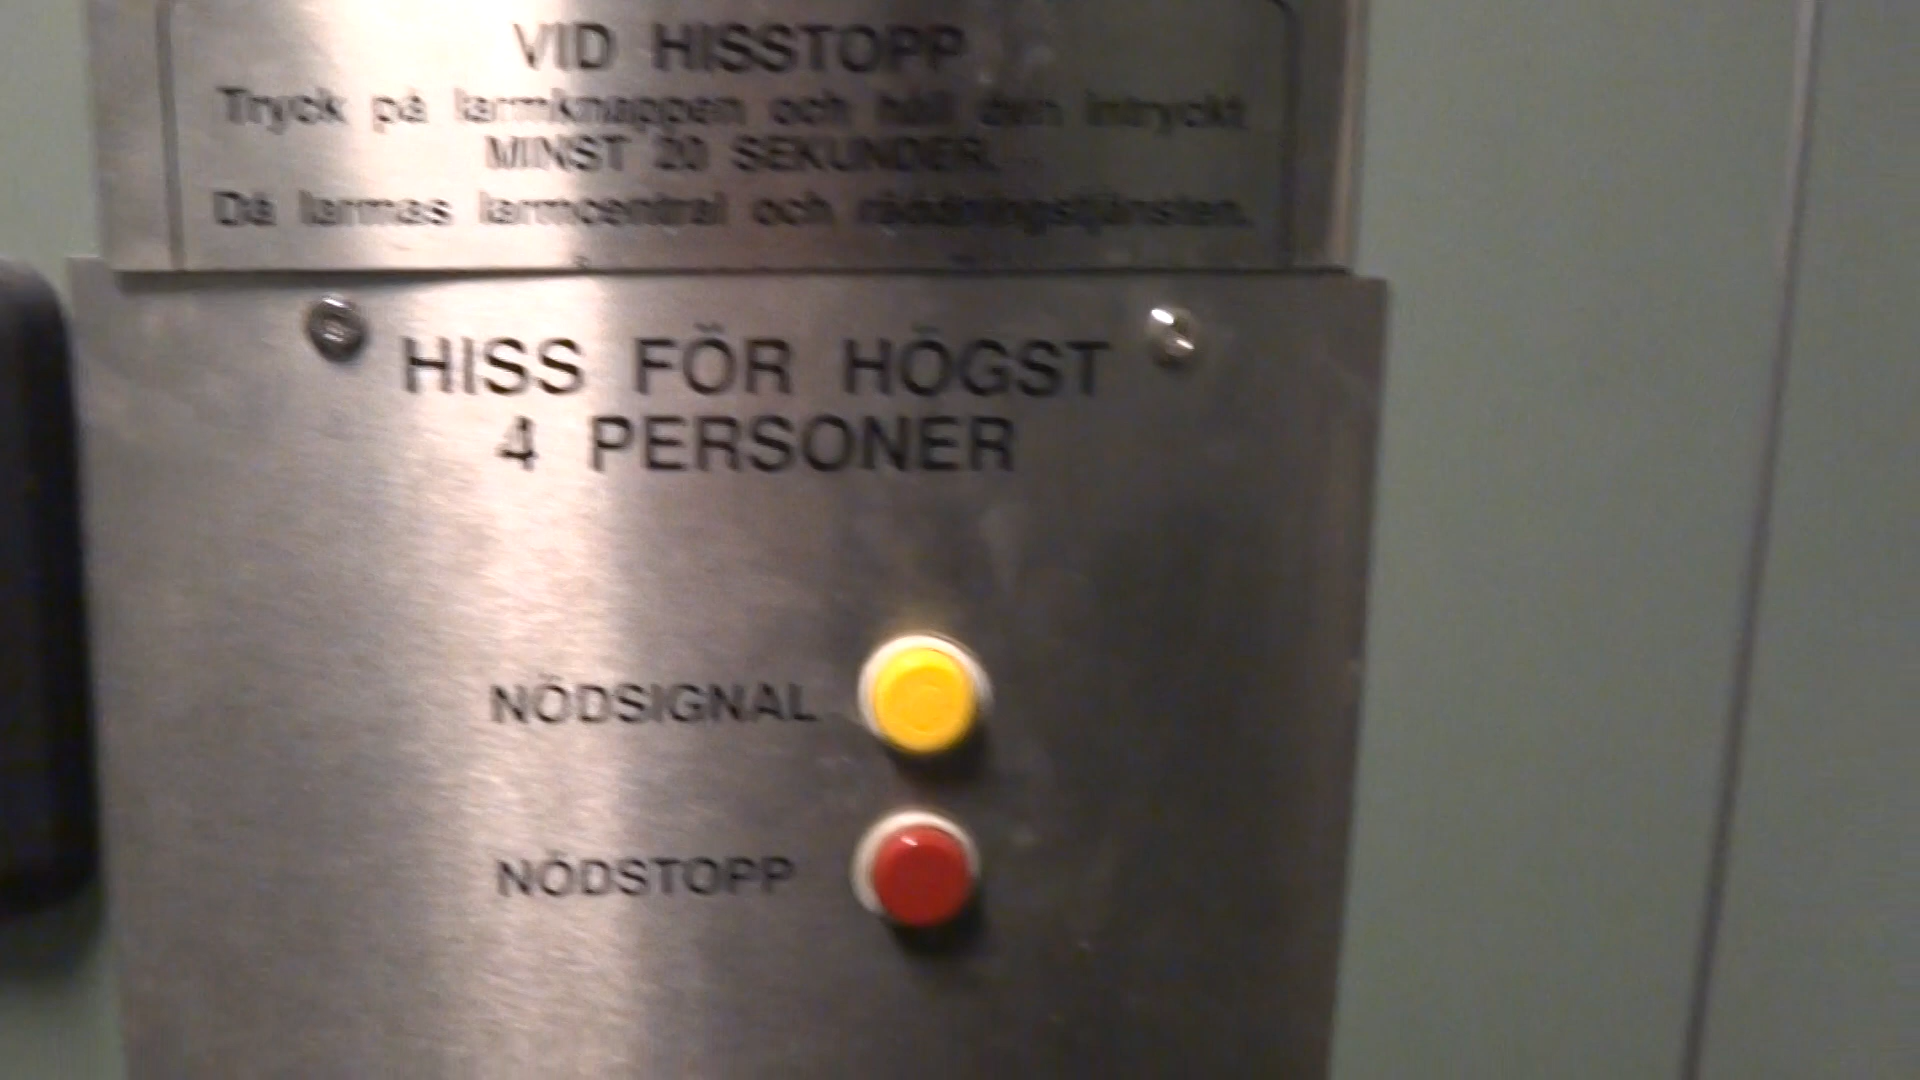 VID HISSTOPP
Tryck på larmknappen och håll den intryckt
MINST 20 SEKUNDER.
Då larmas larmcentral och räddningstjänsten.
HISS FÖR HÖGST
4 PERSONER
NÖDSIGNAL
NÖDSTOPP